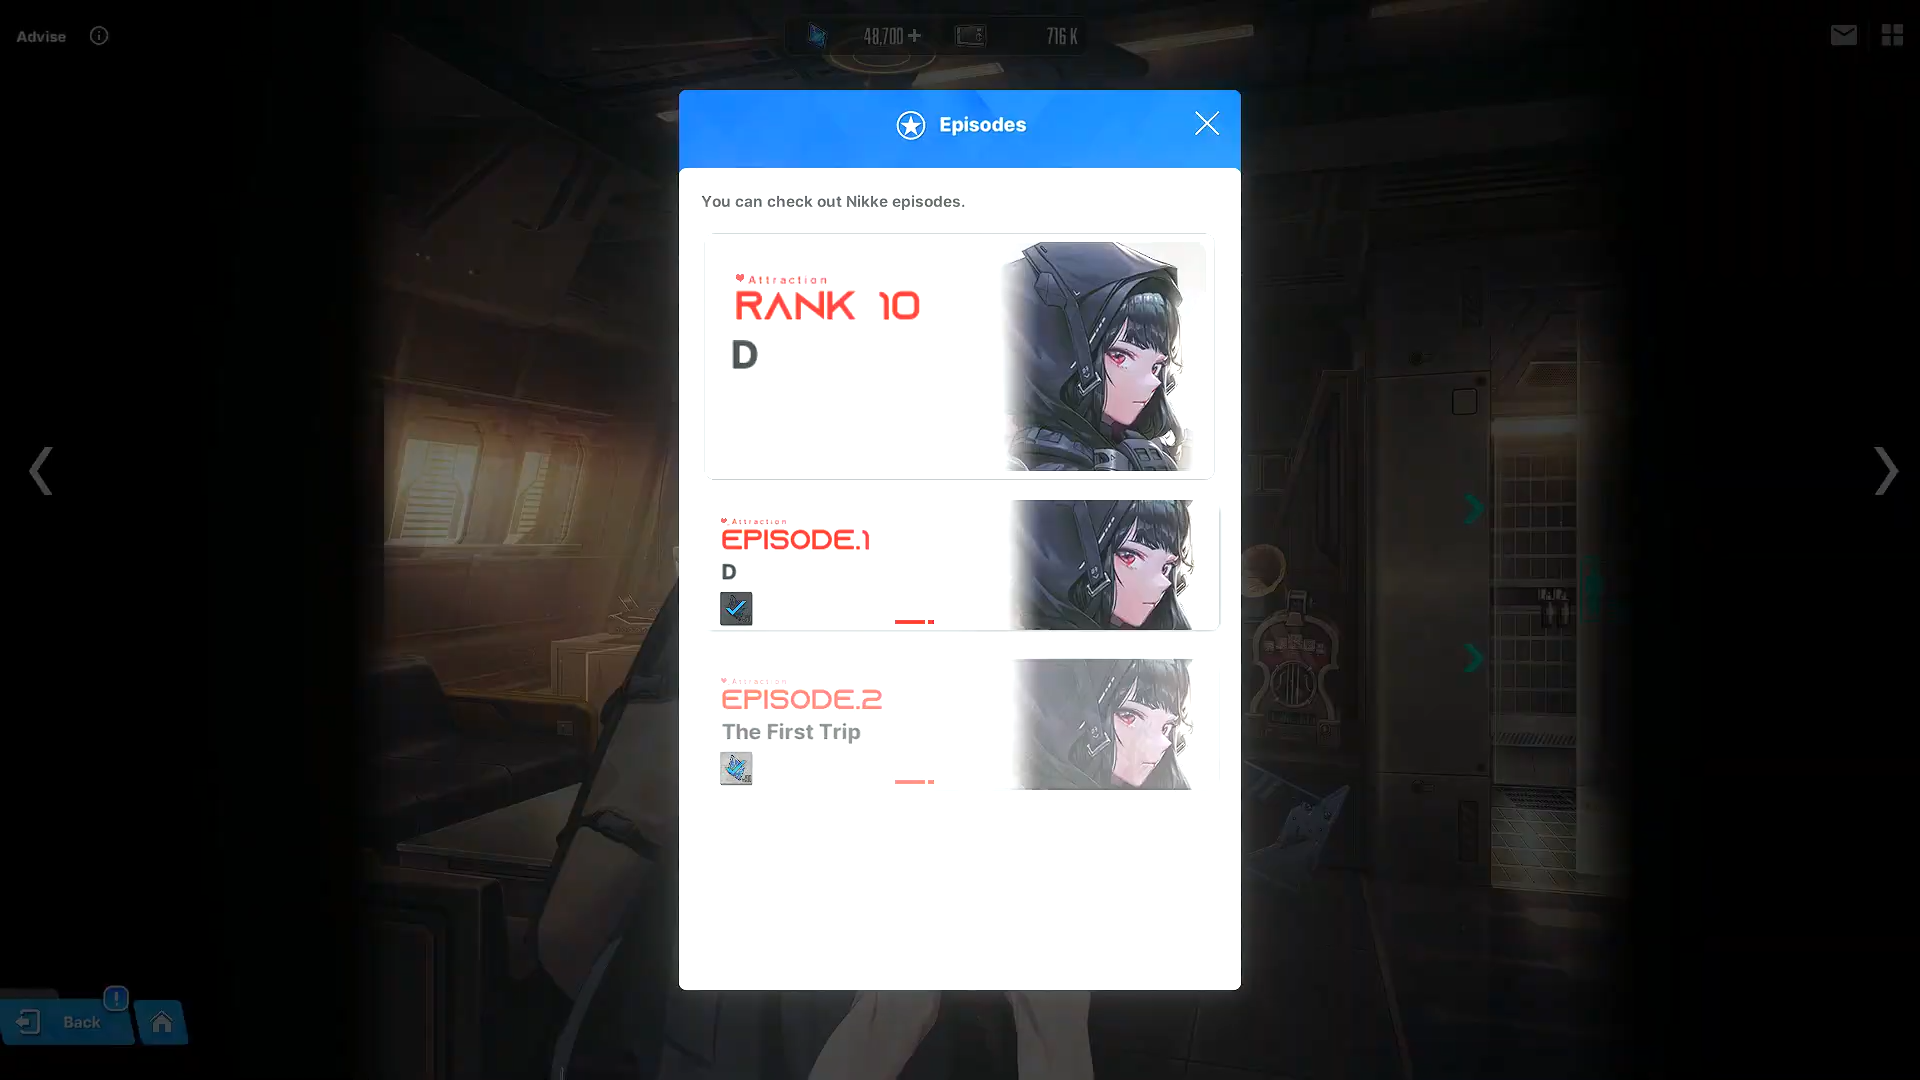 Advise
48,700
716 K
Episodes
You can check out Nikke episodes.
Attraction
RANK 10
D
Attraction
EPISODE.1
D
Attraction
EPISODE.2
The First Trip
Back